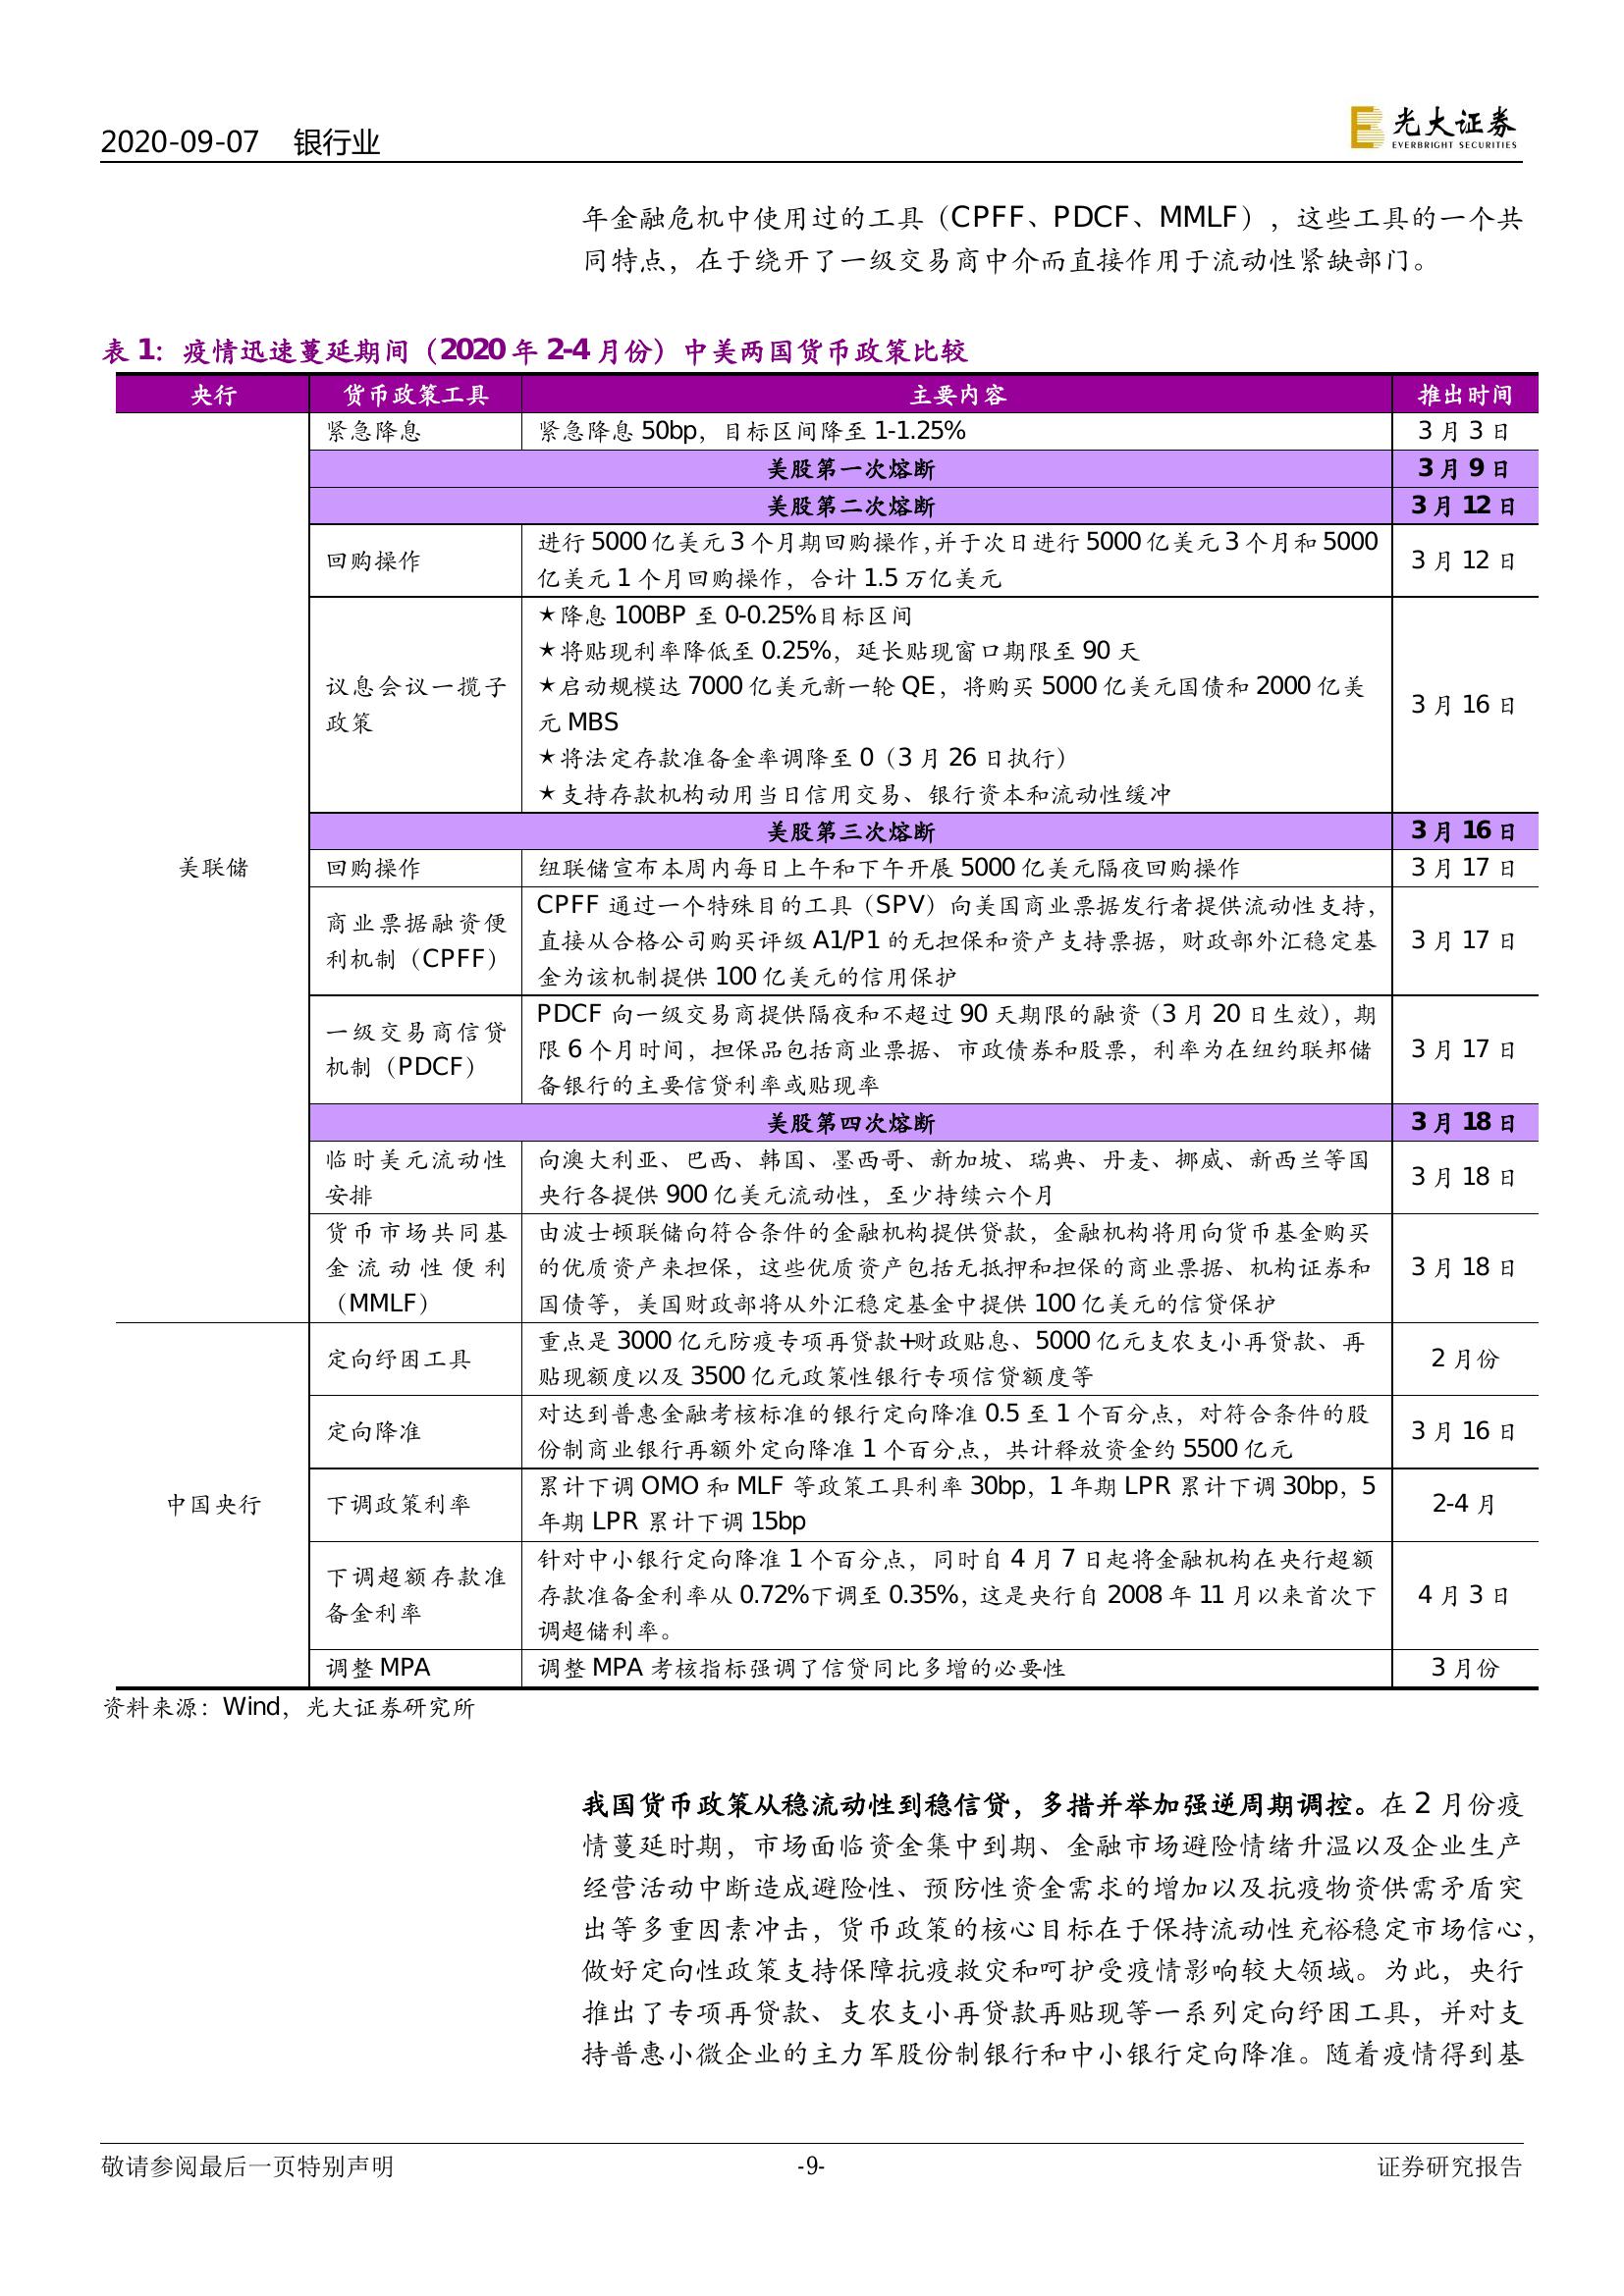 2020-09-07 银行业
光大证券
EVERBRIGHT SECURITIES
年金融危机中使用过的工具（CPFF、PDCF、MMLF），这些工具的一个共
同特点，在于绕开了一级交易商中介而直接作用于流动性紧缺部门。
表 1：疫情迅速蔓延期间（2020 年 2-4 月份）中美两国货币政策比较
央行 货币政策工具 主要内容 推出时间
紧急降息 紧急降息 50bp，目标区间降至 1-1.25% 3 月 3 日
美股第一次熔断 3 月 9 日
美股第二次熔断 3 月 12 日
回购操作
进行 5000 亿美元 3 个月期回购操作,并于次日进行 5000 亿美元 3 个月和 5000
亿美元 1 个月回购操作，合计 1.5 万亿美元
3 月 12 日
议息会议一揽子
政策
★降息 100BP 至 0-0.25%目标区间
★将贴现利率降低至 0.25%，延长贴现窗口期限至 90 天
★启动规模达 7000 亿美元新一轮 QE，将购买 5000 亿美元国债和 2000 亿美
元 MBS
★将法定存款准备金率调降至 0（3 月 26 日执行）
★支持存款机构动用当日信用交易、银行资本和流动性缓冲
3 月 16 日
美股第三次熔断 3 月 16 日
美联储
回购操作 纽联储宣布本周内每日上午和下午开展 5000 亿美元隔夜回购操作 3 月 17 日
商业票据融资便
利机制（CPFF）
CPFF 通过一个特殊目的工具（SPV）向美国商业票据发行者提供流动性支持，
直接从合格公司购买评级 A1/P1 的无担保和资产支持票据，财政部外汇稳定基
金为该机制提供 100 亿美元的信用保护
3 月 17 日
一级交易商信贷
机制（PDCF）
PDCF 向一级交易商提供隔夜和不超过 90 天期限的融资（3 月 20 日生效），期
限 6 个月时间，担保品包括商业票据、市政债券和股票，利率为在纽约联邦储
备银行的主要信贷利率或贴现率
3 月 17 日
美股第四次熔断 3 月 18 日
临时美元流动性
安排
向澳大利亚、巴西、韩国、墨西哥、新加坡、瑞典、丹麦、挪威、新西兰等国
央行各提供 900 亿美元流动性，至少持续六个月
3 月 18 日
货币市场共同基
金流动性便利
（MMLF）
由波士顿联储向符合条件的金融机构提供贷款，金融机构将用向货币基金购买
的优质资产来担保，这些优质资产包括无抵押和担保的商业票据、机构证券和
国债等，美国财政部将从外汇稳定基金中提供 100 亿美元的信贷保护
3 月 18 日
定向纾困工具
重点是 3000 亿元防疫专项再贷款+财政贴息、5000 亿元支农支小再贷款、再
贴现额度以及 3500 亿元政策性银行专项信贷额度等
2 月份
定向降准
对达到普惠金融考核标准的银行定向降准 0.5 至 1 个百分点，对符合条件的股
份制商业银行再额外定向降准 1 个百分点，共计释放资金约 5500 亿元
3 月 16 日
中国央行
下调政策利率
累计下调 OMO 和 MLF 等政策工具利率 30bp，1 年期 LPR 累计下调 30bp，5
年期 LPR 累计下调 15bp
2-4 月
下调超额存款准
备金利率
针对中小银行定向降准 1 个百分点，同时自 4 月 7 日起将金融机构在央行超额
存款准备金利率从 0.72%下调至 0.35%，这是央行自 2008 年 11 月以来首次下
调超储利率。
4 月 3 日
调整 MPA 调整 MPA 考核指标强调了信贷同比多增的必要性 3 月份
资料来源：Wind，光大证券研究所
我国货币政策从稳流动性到稳信贷，多措并举加强逆周期调控。在 2 月份疫
情蔓延时期，市场面临资金集中到期、金融市场避险情绪升温以及企业生产
经营活动中断造成避险性、预防性资金需求的增加以及抗疫物资供需矛盾突
出等多重因素冲击，货币政策的核心目标在于保持流动性充裕稳定市场信心，
做好定向性政策支持保障抗疫救灾和呵护受疫情影响较大领域。为此，央行
推出了专项再贷款、支农支小再贷款再贴现等一系列定向纾困工具，并对支
持普惠小微企业的主力军股份制银行和中小银行定向降准。随着疫情得到基
敬请参阅最后一页特别声明 -9- 证券研究报告